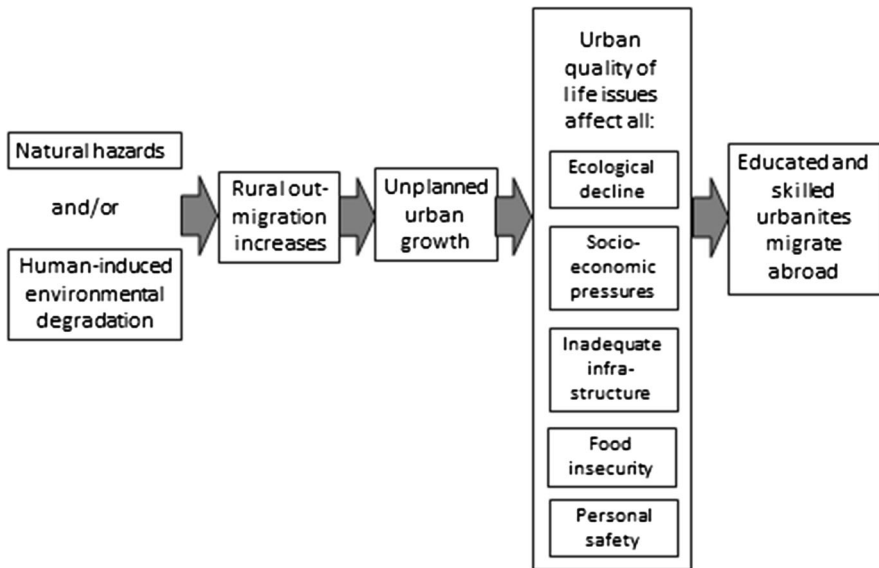 Natural hazards
and/or
Human-induced
environmental
degradation
Rural out-
migration
increases
Unplanned
urban
growth
Urban
quality of
life issues
affect all:
Ecological
decline
Socio-
economic
pressures
Inadequate
infra-
structure
Food
insecurity
Personal
safety
Educated and
skilled
urbanites
migrate
abroad